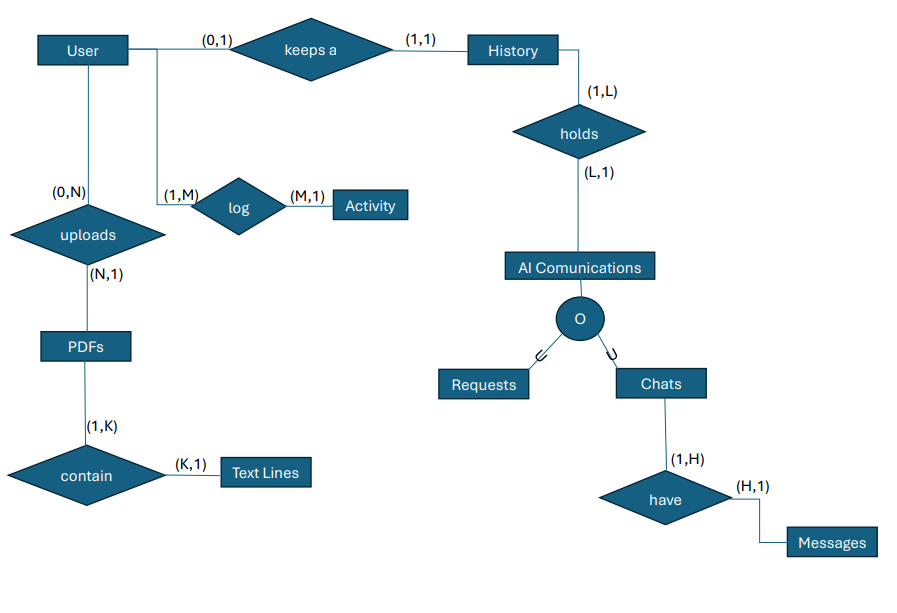 User
(0,1)
keeps a
(1,1)
History
(1,L)
holds
(L,1)
(0,N)
(1,M)
log
(M,1)
Activity
uploads
(N,1)
AI Comunications
O
PDFs
Requests
Chats
(1,K)
contain
(K,1)
Text Lines
(1,H)
have
(H,1)
Messages